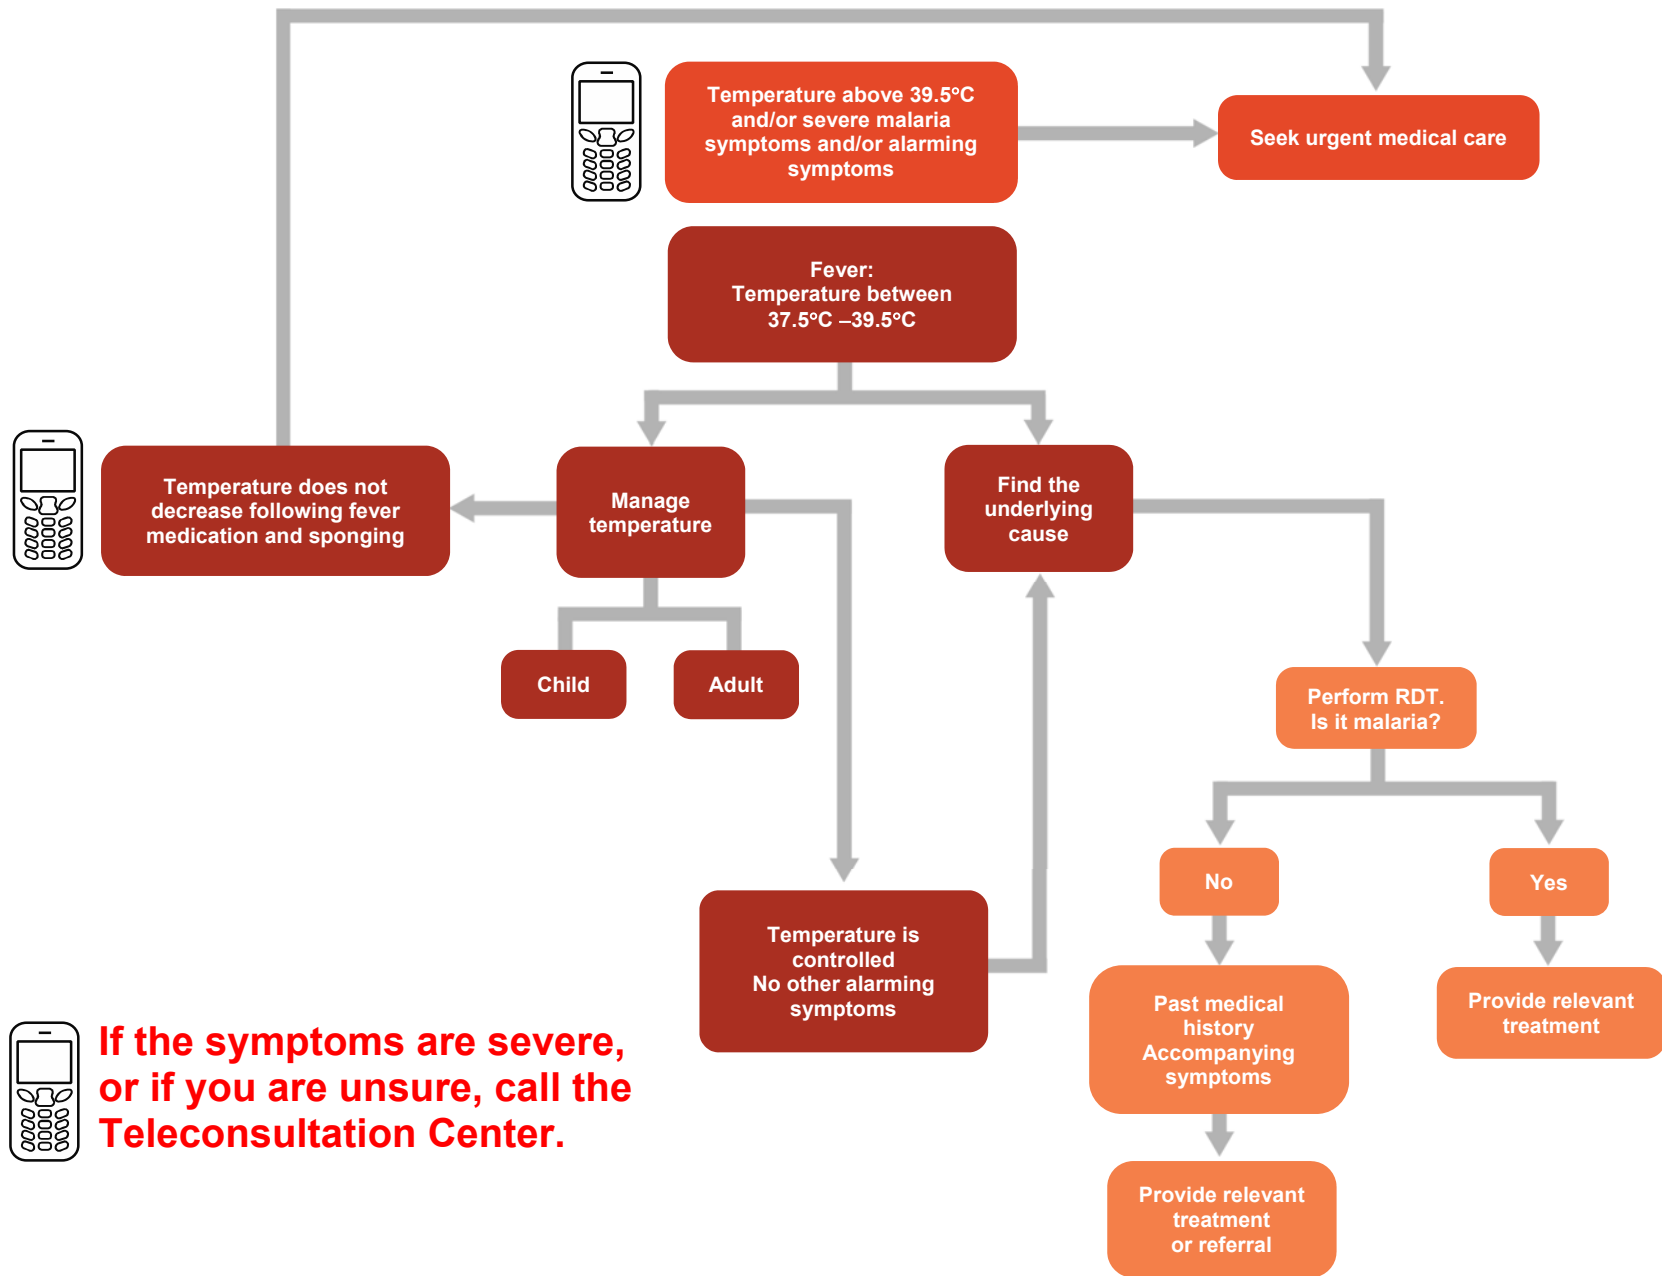 Temperature above 39.5°C
and/or severe malaria
symptoms and/or alarming
symptoms
Seek urgent medical care
Fever:
Temperature between
37.5°C –39.5°C
Temperature does not
decrease following fever
medication and sponging
Manage
temperature
Find the
underlying
cause
Child
Adult
Perform RDT.
Is it malaria?
No
Yes
Temperature is
controlled
No other alarming
symptoms
Past medical
history
Accompanying
symptoms
Provide relevant
treatment
If the symptoms are severe,
or if you are unsure, call the
Teleconsultation Center.
Provide relevant
treatment
or referral